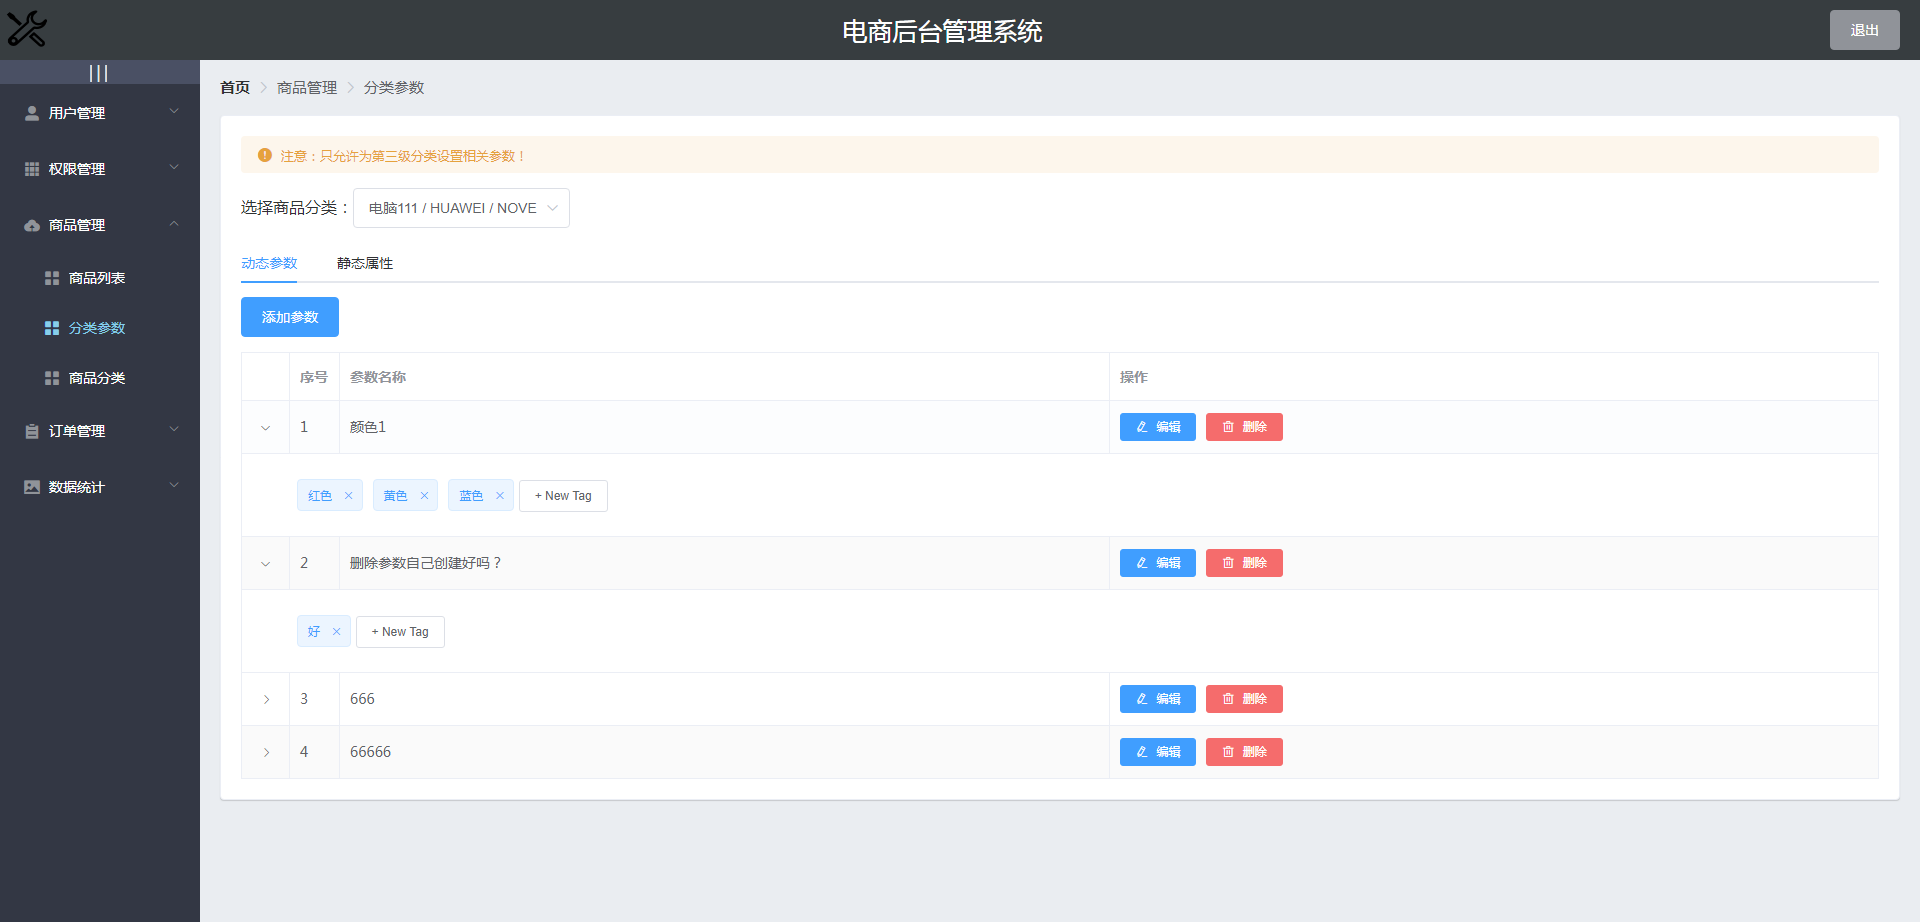 电商后台管理系统
退出
|||
用户管理
权限管理
商品管理
商品列表
分类参数
商品分类
订单管理
数据统计
首页 > 商品管理 > 分类参数
注意：只允许为第三级分类设置相关参数！
选择商品分类： 电脑111 / HUAWEI / NOVE
动态参数 静态属性
添加参数
序号 参数名称 操作
1 颜色1 编辑 删除
红色 × 黄色 × 蓝色 × + New Tag
2 删除参数自己创建好吗？ 编辑 删除
好 × + New Tag
3 666 编辑 删除
4 66666 编辑 删除